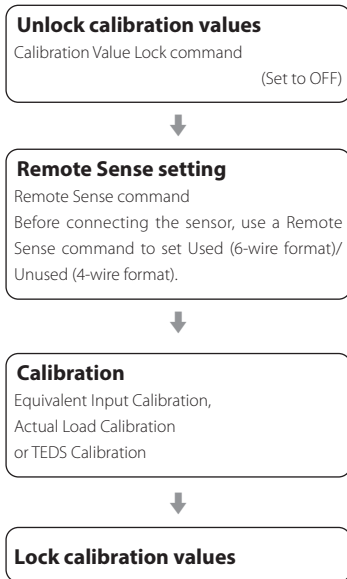 Unlock calibration values
Calibration Value Lock command
(Set to OFF)
Remote Sense setting
Remote Sense command
Before connecting the sensor, use a Remote
Sense command to set Used (6-wire format)/
Unused (4-wire format).
Calibration
Equivalent Input Calibration,
Actual Load Calibration
or TEDS Calibration
Lock calibration values